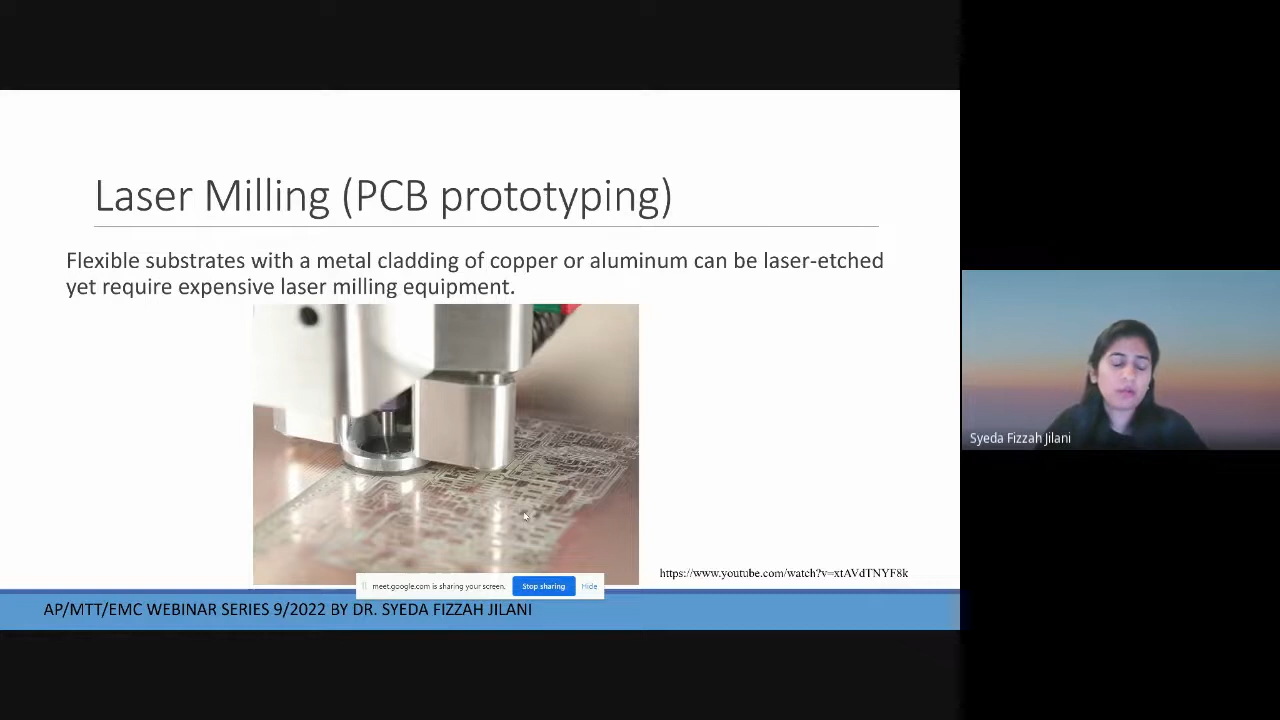 Laser Milling (PCB prototyping)
Flexible substrates with a metal cladding of copper or aluminum can be laser-etched
yet require expensive laser milling equipment.
https://www.youtube.com/watch?v=xtAVdTNYF8k
meet.google.com is sharing your screen.
Stop sharing
Hide
AP/MTT/EMC WEBINAR SERIES 9/2022 BY DR. SYEDA FIZZAH JILANI
Syeda Fizzah Jilani